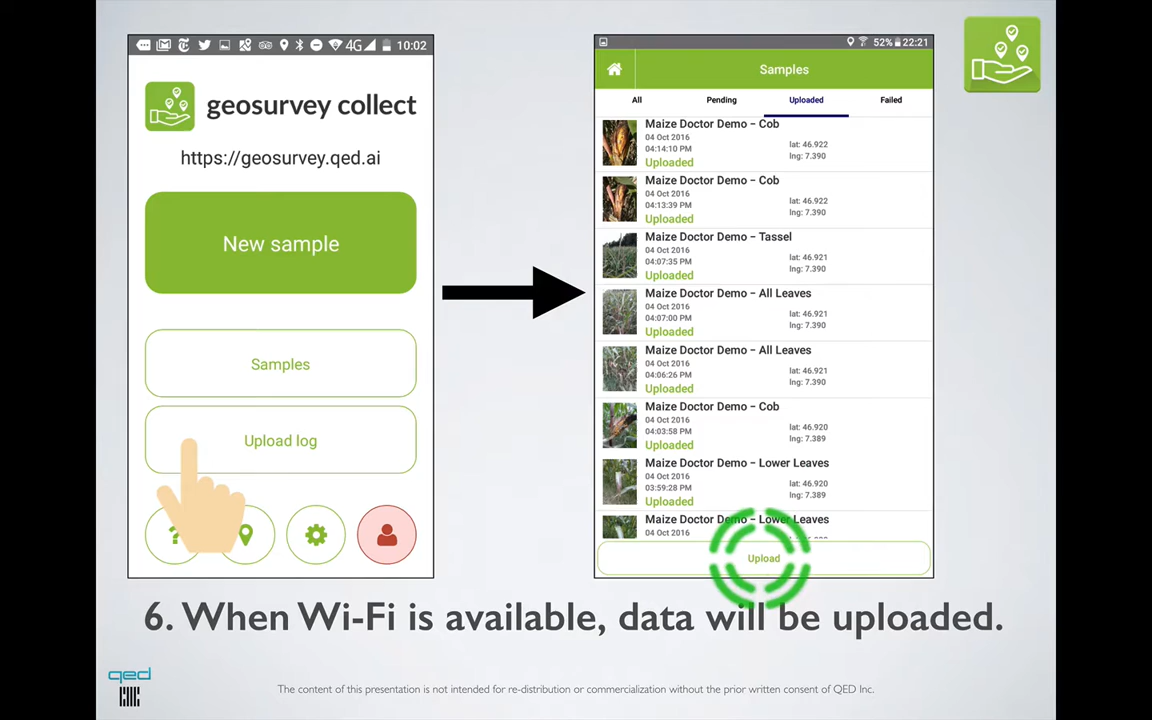 4G 10:02
geosurvey collect
https://geosurvey.qed.ai
New sample
Samples
Upload log
?
52% 22:21
Samples
All Pending Uploaded Failed
Maize Doctor Demo – Cob
04 Oct 2016
04:14:10 PM
Uploaded
lat: 46.922
lng: 7.390
Maize Doctor Demo – Cob
04 Oct 2016
04:13:39 PM
Uploaded
lat: 46.922
lng: 7.390
Maize Doctor Demo – Tassel
04 Oct 2016
04:07:35 PM
Uploaded
lat: 46.921
lng: 7.390
Maize Doctor Demo – All Leaves
04 Oct 2016
04:07:00 PM
Uploaded
lat: 46.921
lng: 7.390
Maize Doctor Demo – All Leaves
04 Oct 2016
04:06:26 PM
Uploaded
lat: 46.921
lng: 7.390
Maize Doctor Demo – Cob
04 Oct 2016
04:03:58 PM
Uploaded
lat: 46.920
lng: 7.389
Maize Doctor Demo – Lower Leaves
04 Oct 2016
03:59:28 PM
Uploaded
lat: 46.920
lng: 7.389
Maize Doctor Demo – Lower Leaves
04 Oct 2016
Upload
6. When Wi-Fi is available, data will be uploaded.
qed
The content of this presentation is not intended for re-distribution or commercialization without the prior written consent of QED Inc.